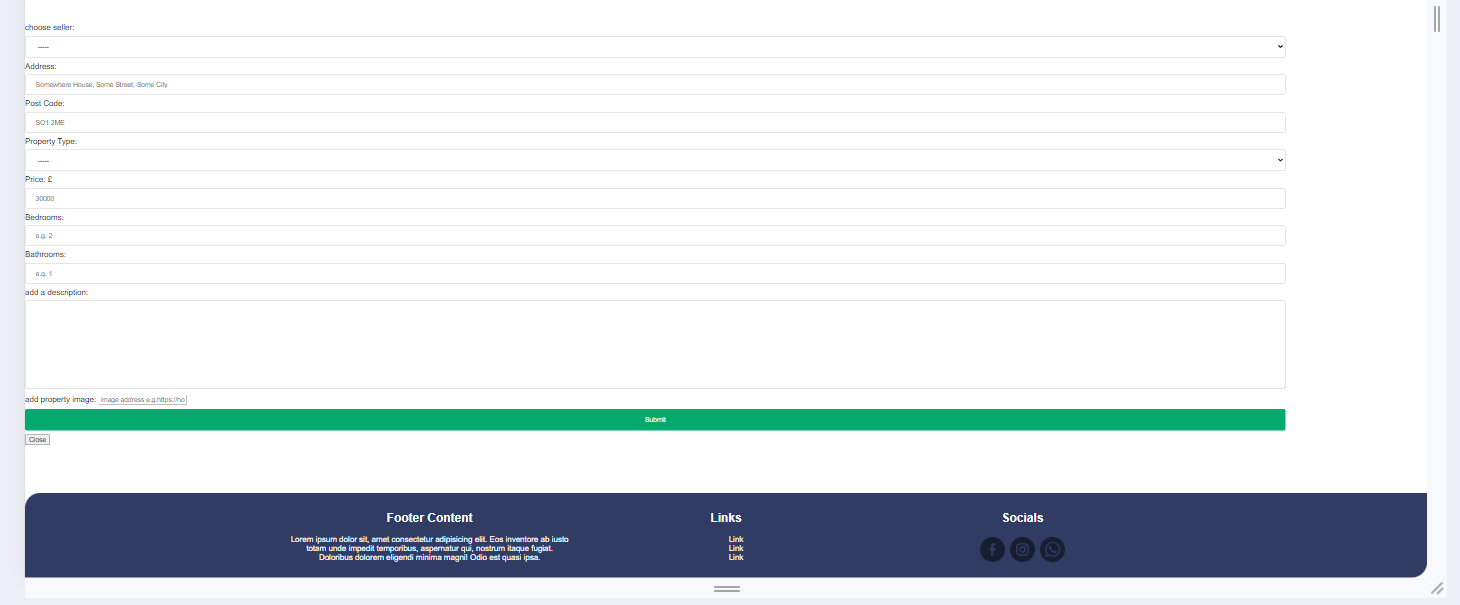 choose seller:
-----
Address:
Somewhere House, Some Street, Some City
Post Code:
SO1 2ME
Property Type:
-----
Price: £
30000
Bedrooms:
e.g. 2
Bathrooms:
e.g. 1
add a description:
add property image: image address e.g.https://ho
Submit
Close
Footer Content
Lorem ipsum dolor sit, amet consectetur adipisicing elit. Eos inventore ab iusto
totam unde impedit temporibus, aspernatur qui, nostrum itaque fugiat.
Doloribus dolorem eligendi minima magni! Odio est quasi ipsa.
Links
Link
Link
Link
Socials